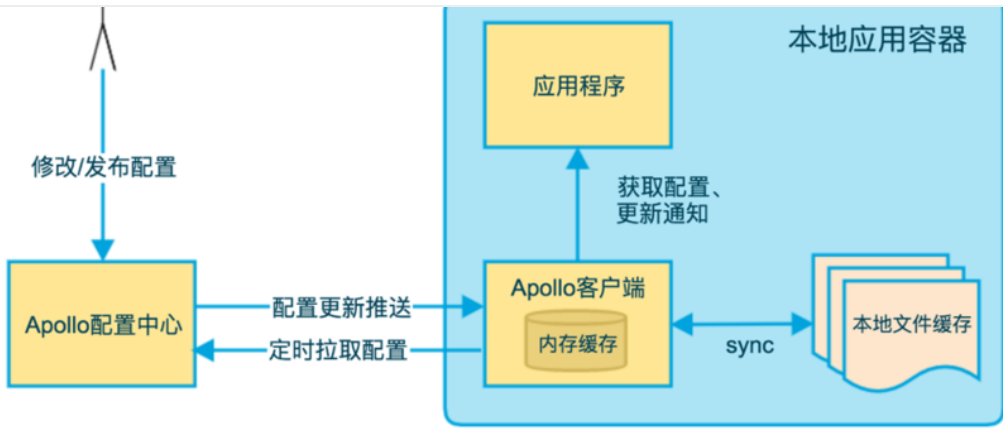 本地应用容器
应用程序
修改/发布配置
获取配置、
更新通知
Apollo配置中心
配置更新推送
定时拉取配置
Apollo客户端
内存缓存
sync
本地文件缓存